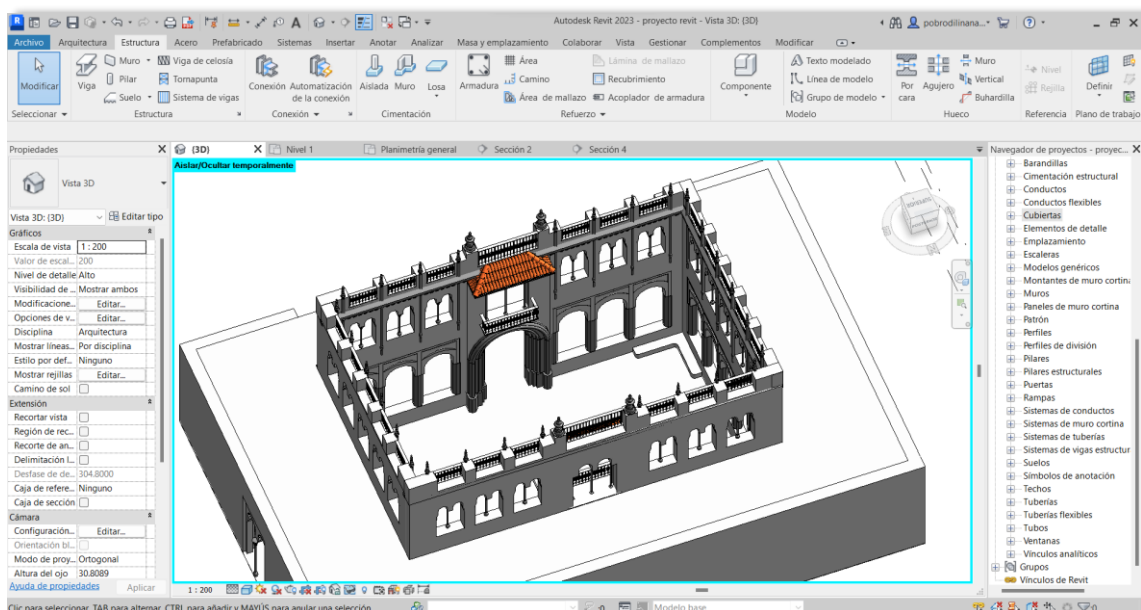 Autodesk Revit 2023 - proyecto revit - Vista 3D: {3D}
pobrodilinana...
Archivo Arquitectura Estructura Acero Prefabricado Sistemas Insertar Anotar Analizar Masa y emplazamiento Colaborar Vista Gestionar Complementos Modificar
Modificar
Viga
Muro
Pilar
Suelo
Viga de celosía
Tornapunta
Sistema de vigas
Conexión
Automatización de la conexión
Aislada
Muro
Losa
Armadura
Área
Camino
Área de mallazo
Lámina de mallazo
Recubrimiento
Acoplador de armadura
Componente
Texto modelado
Línea de modelo
Grupo de modelo
Por cara
Agujero
Muro
Vertical
Buhardilla
Nivel
Rejilla
Definir
Seleccionar Estructura Conexión Cimentación Refuerzo Modelo Hueco Referencia Plano de trabajo
Propiedades
{3D}
Nivel 1
Planimetría general
Sección 2
Sección 4
Navegador de proyectos - proyec...
Vista 3D
Vista 3D: {3D} Editar tipo
Gráficos
Escala de vista 1 : 200
Valor de escal... 200
Nivel de detalle Alto
Visibilidad de ... Mostrar ambos
Modificacione... Editar...
Opciones de v... Editar...
Disciplina Arquitectura
Mostrar líneas... Por disciplina
Estilo por def... Ninguno
Mostrar rejillas Editar...
Camino de sol
Extensión
Recortar vista
Región de rec...
Recorte de an...
Delimitación l...
Desfase de de... 304.8000
Caja de refere... Ninguno
Caja de sección
Cámara
Configuración... Editar...
Orientación bl...
Modo de proy... Ortogonal
Altura del ojo 30.8089
Ayuda de propiedades Aplicar
Aislar/Ocultar temporalmente
1 : 200
Barandillas
Cimentación estructural
Conductos
Conductos flexibles
Cubiertas
Elementos de detalle
Emplazamiento
Escaleras
Modelos genéricos
Montantes de muro cortina
Muros
Paneles de muro cortina
Patrón
Perfiles
Perfiles de división
Pilares
Pilares estructurales
Puertas
Rampas
Sistemas de conductos
Sistemas de muro cortina
Sistemas de tuberías
Sistemas de vigas estructur
Suelos
Símbolos de anotación
Techos
Tuberías
Tuberías flexibles
Tubos
Ventanas
Vínculos analíticos
Grupos
Vínculos de Revit
Clic para seleccionar, TAB para alternar, CTRL para añadir y MAYÚS para anular una selección.
:0
Modelo base
:0